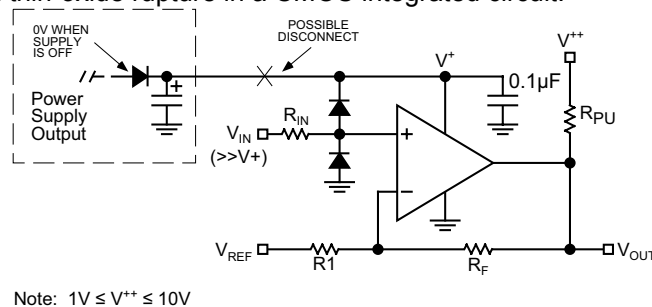 thin-oxide rupture in a CMOS integrated circuit.
0V WHEN
SUPPLY
IS OFF
POSSIBLE
DISCONNECT
V++
V+
+
0.1µF
Power
Supply
Output
RIN
RPU
VIN
(>>V+)
+
−
VREF
R1
RF
VOUT
Note: 1V ≤ V++ ≤ 10V